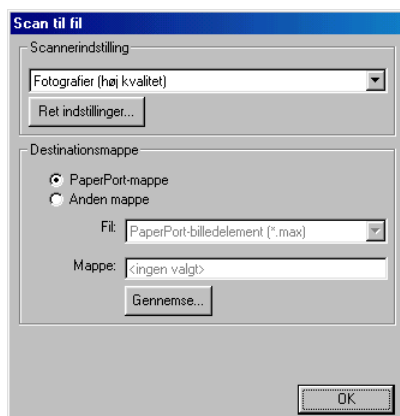 Scan til fil
Scannerindstilling
Fotografier (høj kvalitet)
Ret indstillinger...
Destinationsmappe
PaperPort-mappe
Anden mappe
Fil: PaperPort-billedelement (*.max)
Mappe: <ingen valgt>
Gennemse...
OK